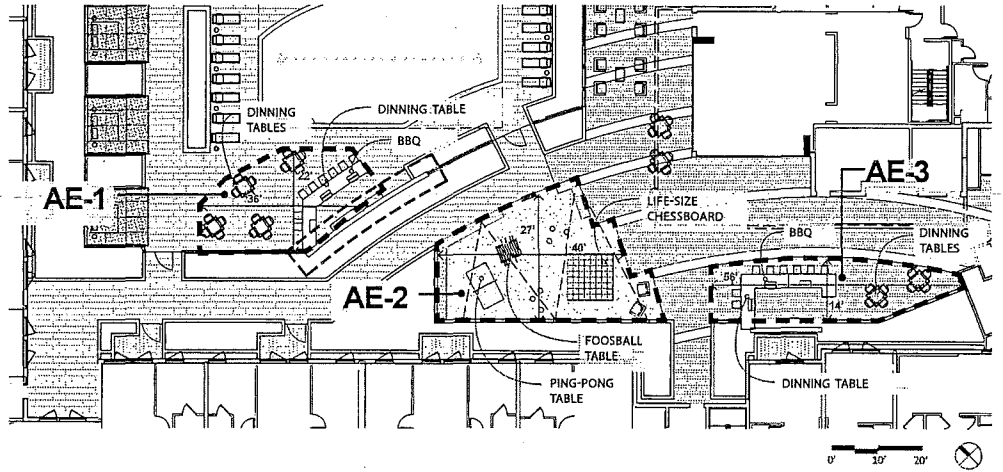 DINNING
TABLES
DINNING TABLE
BBQ
AE-1
36'
AE-2
27'
40'
LIFE-SIZE
CHESSBOARD
AE-3
BBQ
DINNING
TABLES
56'
14'
FOOSBALL
TABLE
PING-PONG
TABLE
DINNING TABLE
0' 10' 20'